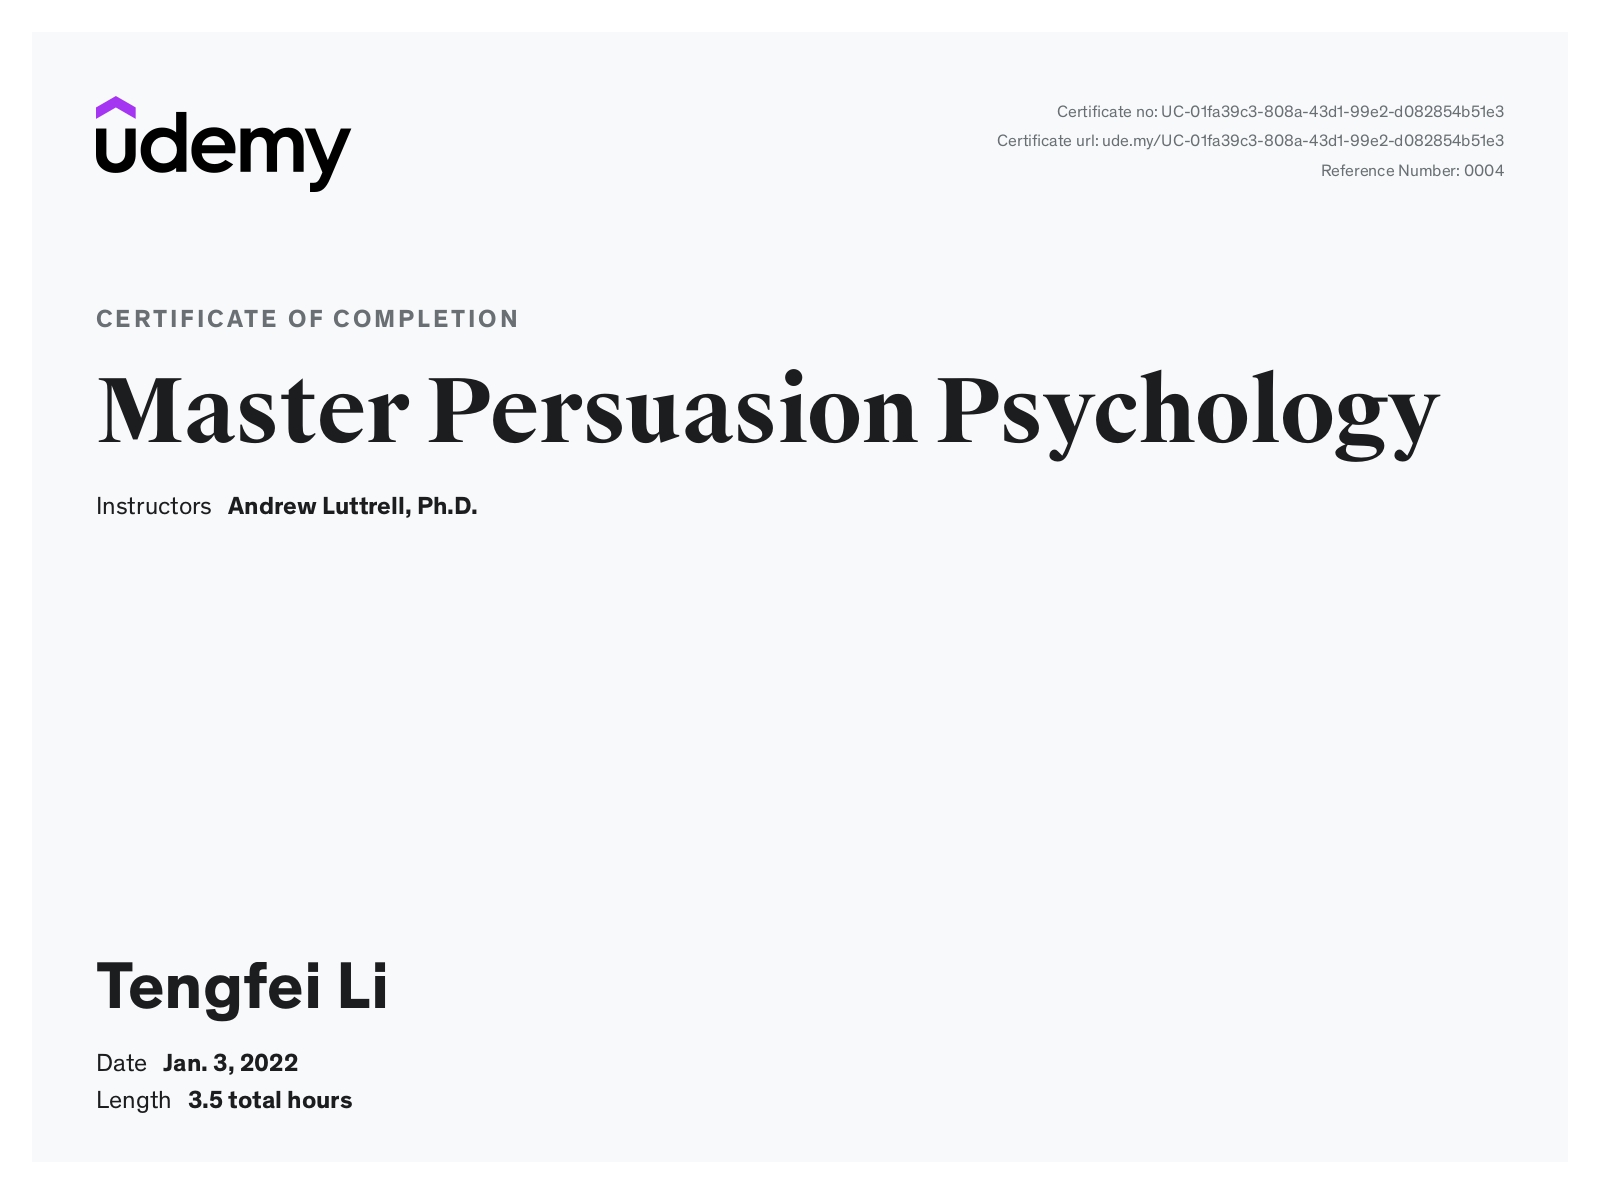 udemy
Certificate no: UC-01fa39c3-808a-43d1-99e2-d082854b51e3
Certificate url: ude.my/UC-01fa39c3-808a-43d1-99e2-d082854b51e3
Reference Number: 0004
CERTIFICATE OF COMPLETION
Master Persuasion Psychology
Instructors Andrew Luttrell, Ph.D.
Tengfei Li
Date Jan. 3, 2022
Length 3.5 total hours